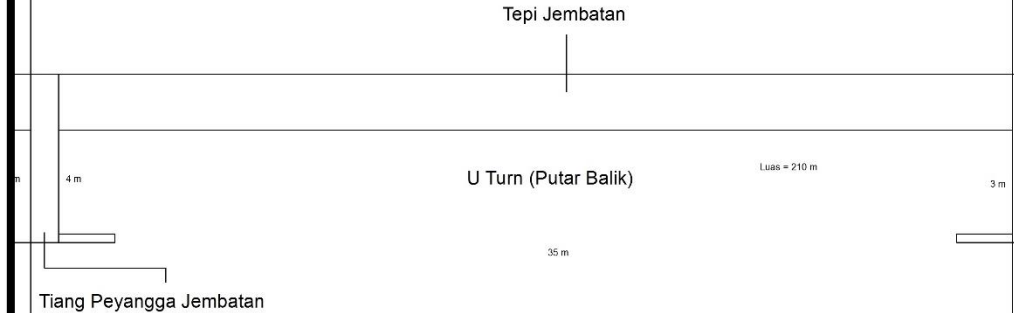 Tepi Jembatan
m
4 m
U Turn (Putar Balik)
Luas = 210 m
3 m
35 m
Tiang Peyangga Jembatan